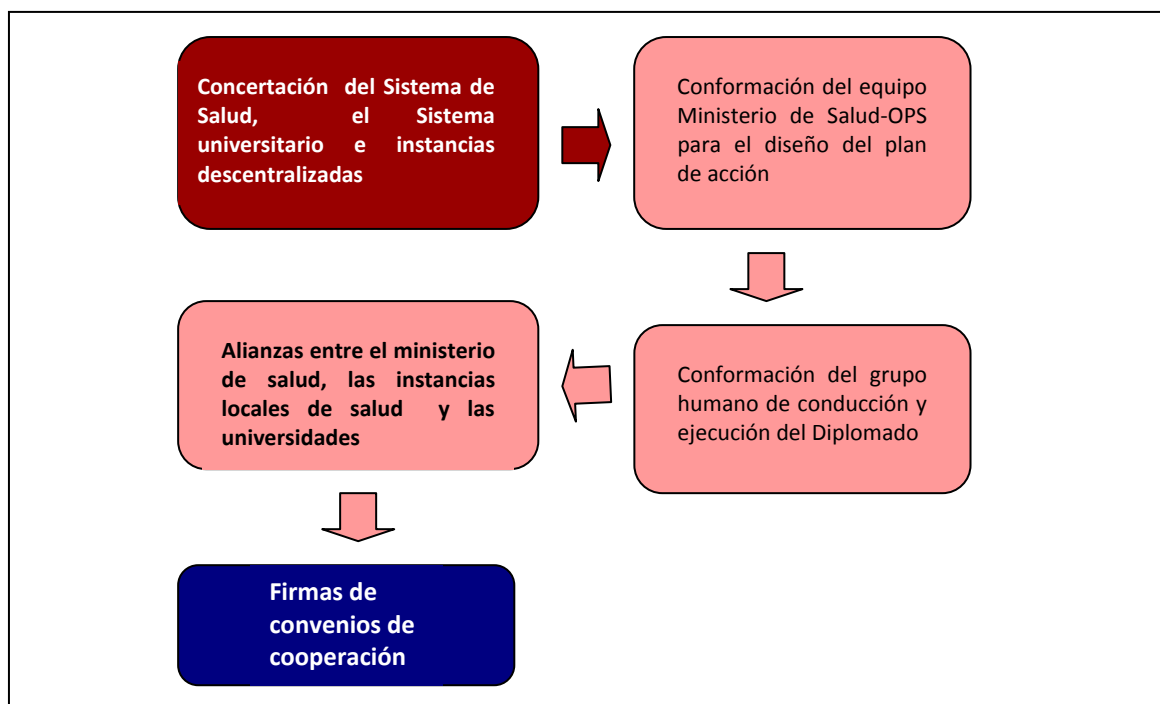 Concertación del Sistema de
Salud, el Sistema
universitario e instancias
descentralizadas
Conformación del equipo
Ministerio de Salud-OPS
para el diseño del plan
de acción
Conformación del grupo
humano de conducción y
ejecución del Diplomado
Alianzas entre el ministerio
de salud, las instancias
locales de salud y las
universidades
Firmas de
convenios de
cooperación